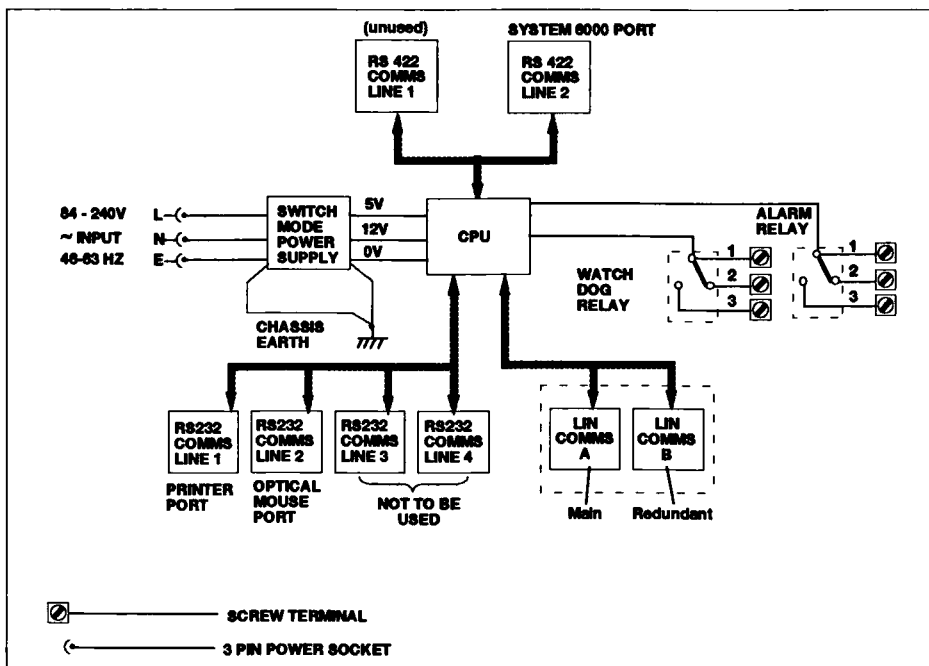 (unused)
SYSTEM 6000 PORT
RS 422
COMMS
LINE 1
RS 422
COMMS
LINE 2
84 - 240V
~ INPUT
46-63 HZ
L
N
E
SWITCH
MODE
POWER
SUPPLY
5V
12V
0V
CPU
CHASSIS
EARTH
ALARM
RELAY
WATCH
DOG
RELAY
1
2
3
1
2
3
RS232
COMMS
LINE 1
RS232
COMMS
LINE 2
RS232
COMMS
LINE 3
RS232
COMMS
LINE 4
PRINTER
PORT
OPTICAL
MOUSE
PORT
NOT TO BE
USED
LIN
COMMS
A
LIN
COMMS
B
Main
Redundant
SCREW TERMINAL
3 PIN POWER SOCKET